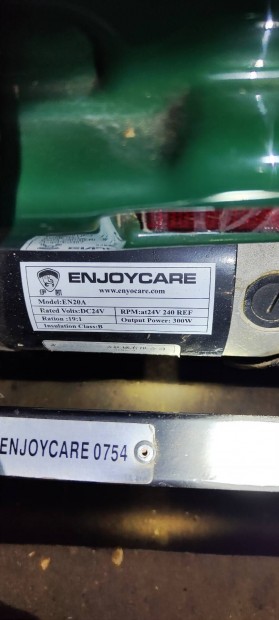 ENJOYCARE
www.enyocare.com
Model:EN20A
Eated Volts:DC24V
RPM:at24V 240 REF
Ration :19:1
Output Power: 300W
Insulation Class:B
ENJOYCARE 0754